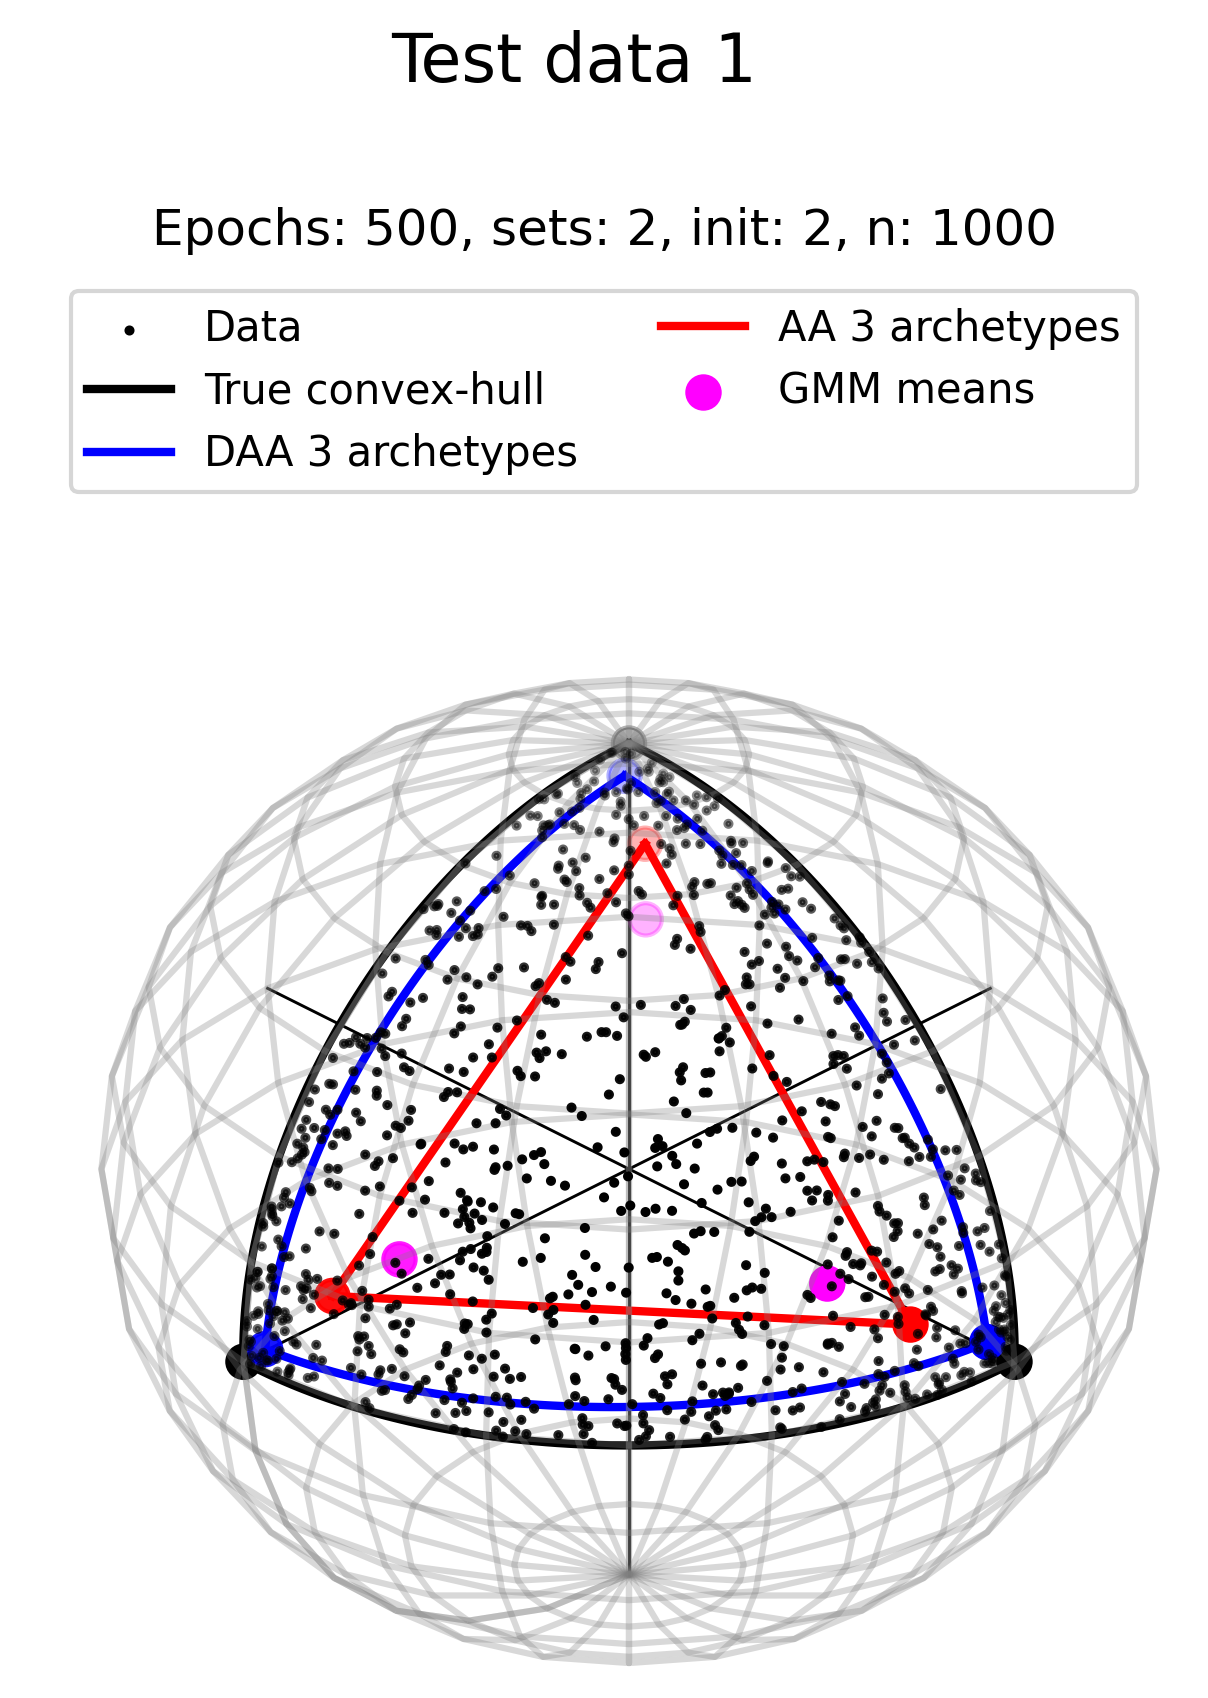 Test data 1
Epochs: 500, sets: 2, init: 2, n: 1000
Data
True convex-hull
DAA 3 archetypes
AA 3 archetypes
GMM means